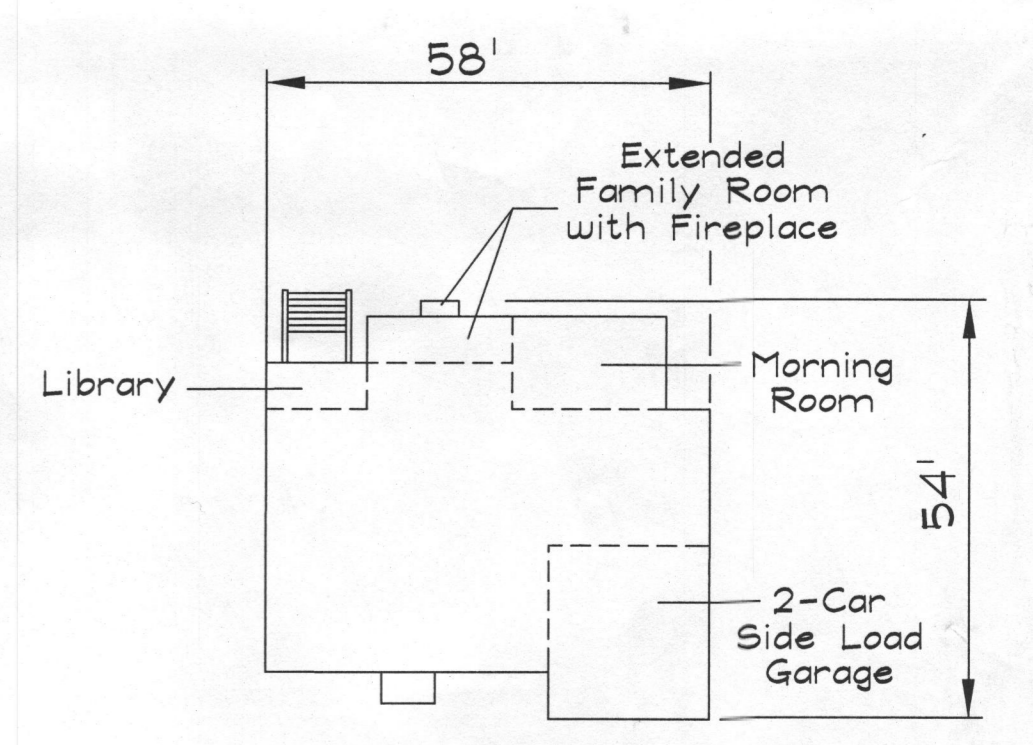 58'
Extended
Family Room
with Fireplace
Library
Morning
Room
54'
2-Car
Side Load
Garage